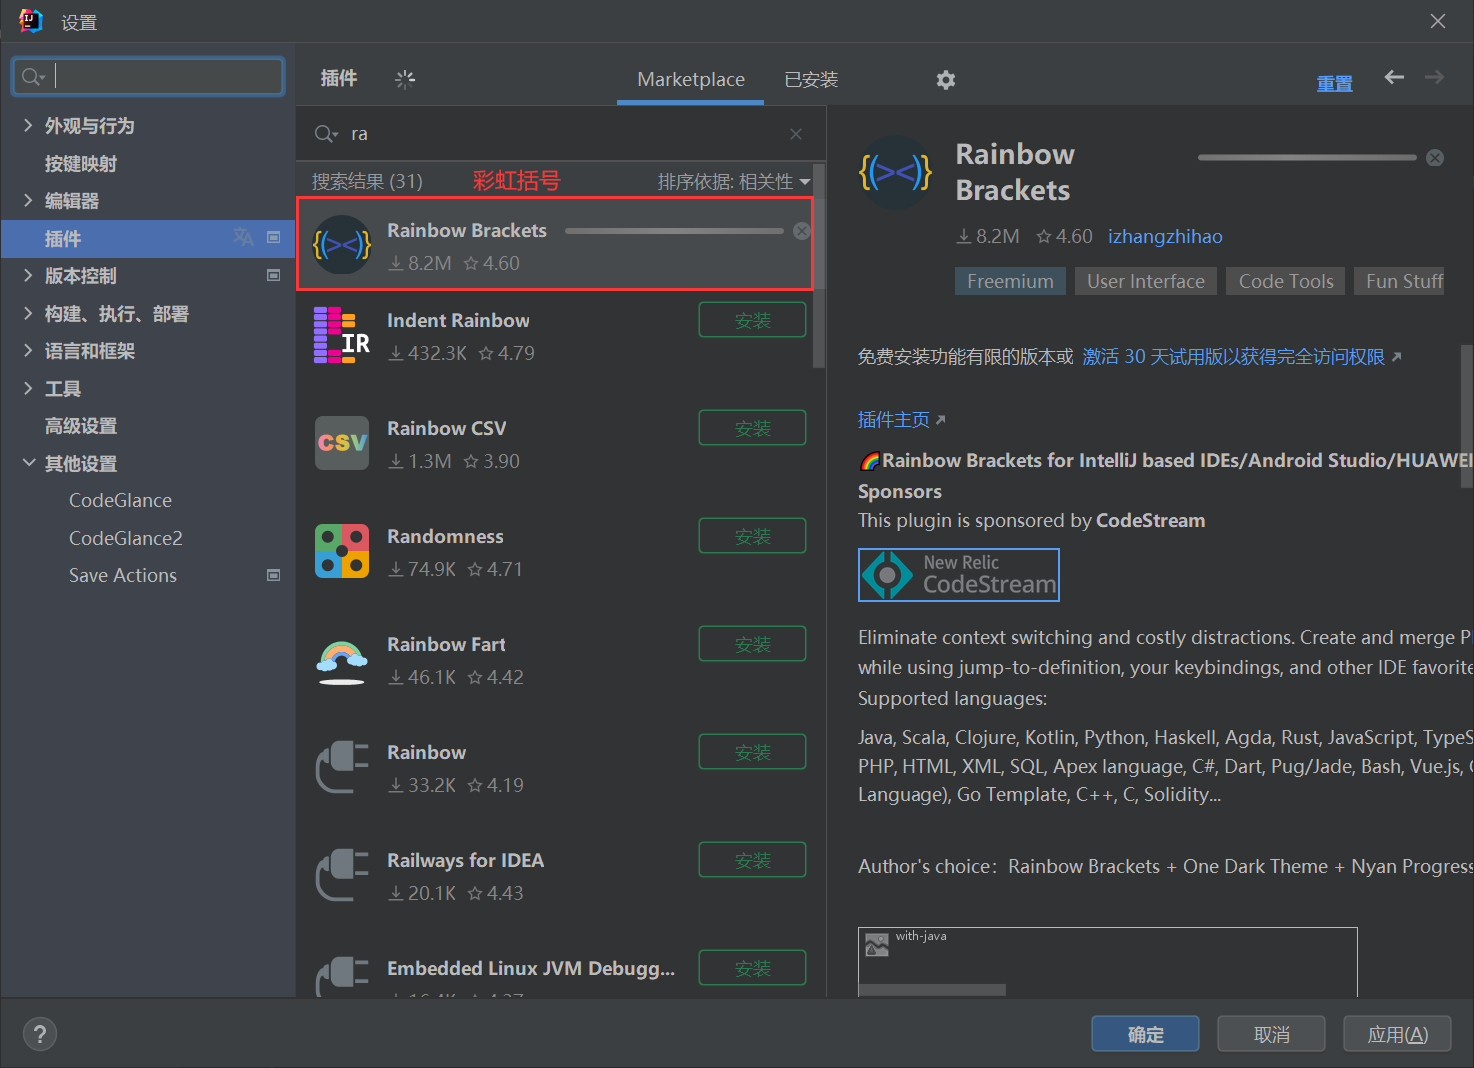 设置
插件
Marketplace
已安装
重置
外观与行为
按键映射
编辑器
插件
版本控制
构建、执行、部署
语言和框架
工具
高级设置
其他设置
CodeGlance
CodeGlance2
Save Actions
ra
搜索结果 (31)
彩虹括号
排序依据: 相关性
Rainbow Brackets
8.2M 4.60
Indent Rainbow
安装
432.3K 4.79
IR
Rainbow CSV
安装
1.3M 3.90
CSV
Randomness
安装
74.9K 4.71
Rainbow Fart
安装
46.1K 4.42
Rainbow
安装
33.2K 4.19
Railways for IDEA
安装
20.1K 4.43
Embedded Linux JVM Debugg...
安装
Rainbow
Brackets
8.2M 4.60 izhangzhihao
Freemium User Interface Code Tools Fun Stuff
免费安装功能有限的版本或 激活 30 天试用版以获得完全访问权限
插件主页
🌈Rainbow Brackets for IntelliJ based IDEs/Android Studio/HUAWEI
Sponsors
This plugin is sponsored by CodeStream
New Relic
CodeStream
Eliminate context switching and costly distractions. Create and merge P
while using jump-to-definition, your keybindings, and other IDE favorite
Supported languages:
Java, Scala, Clojure, Kotlin, Python, Haskell, Agda, Rust, JavaScript, TypeS
PHP, HTML, XML, SQL, Apex language, C#, Dart, Pug/Jade, Bash, Vue.js,
Language), Go Template, C++, C, Solidity...
Author's choice：Rainbow Brackets + One Dark Theme + Nyan Progress
with-java
?
确定
取消
应用(A)